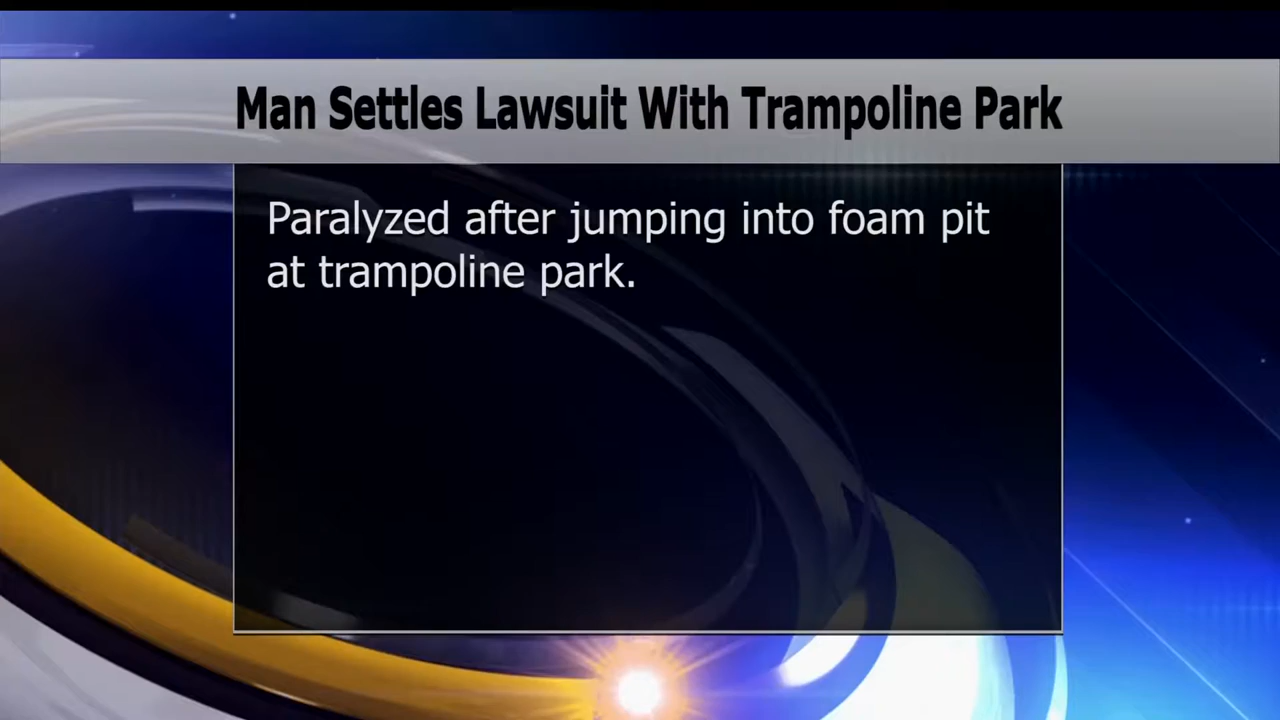 Man Settles Lawsuit With Trampoline Park
Paralyzed after jumping into foam pit
at trampoline park.